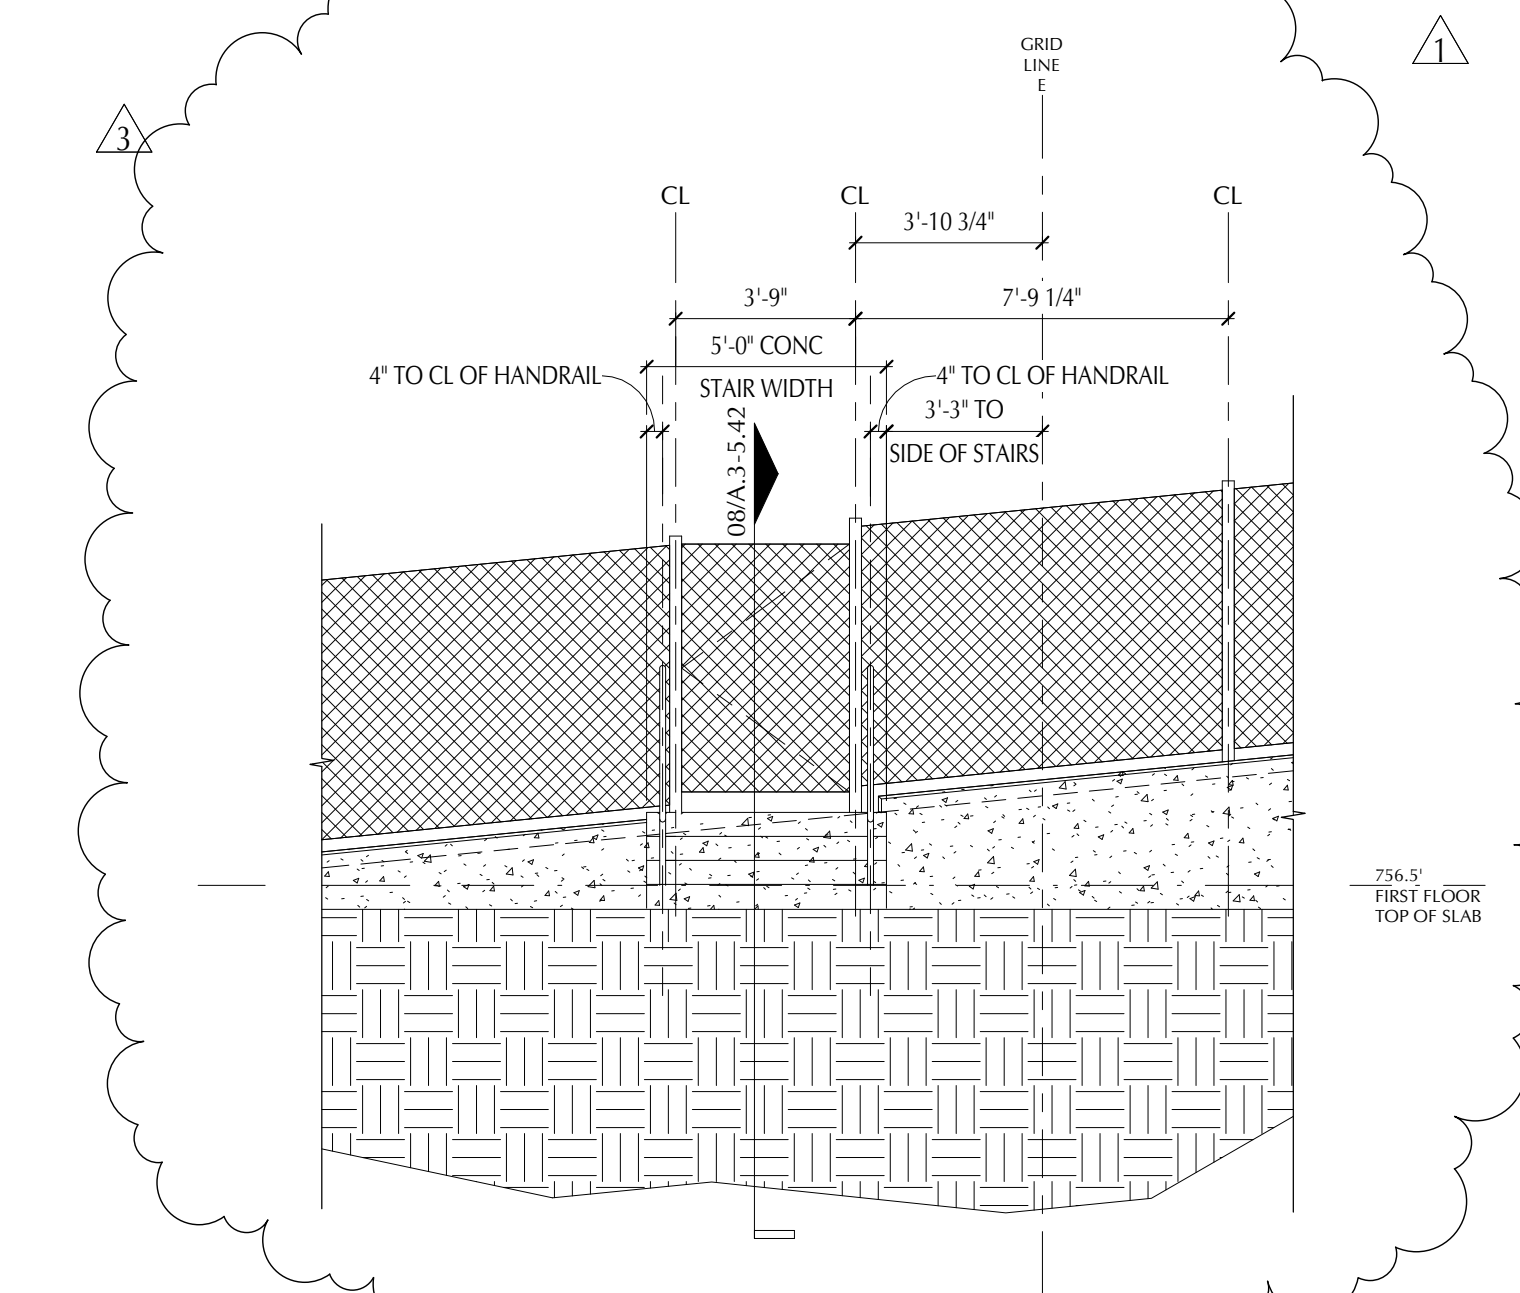 1
GRID
LINE
E
3
CL
CL
CL
3'-10 3/4"
3'-9"
7'-9 1/4"
5'-0" CONC
STAIR WIDTH
4" TO CL OF HANDRAIL
4" TO CL OF HANDRAIL
3'-3" TO
SIDE OF STAIRS
08/A.3-5.42
756.5'
FIRST FLOOR
TOP OF SLAB